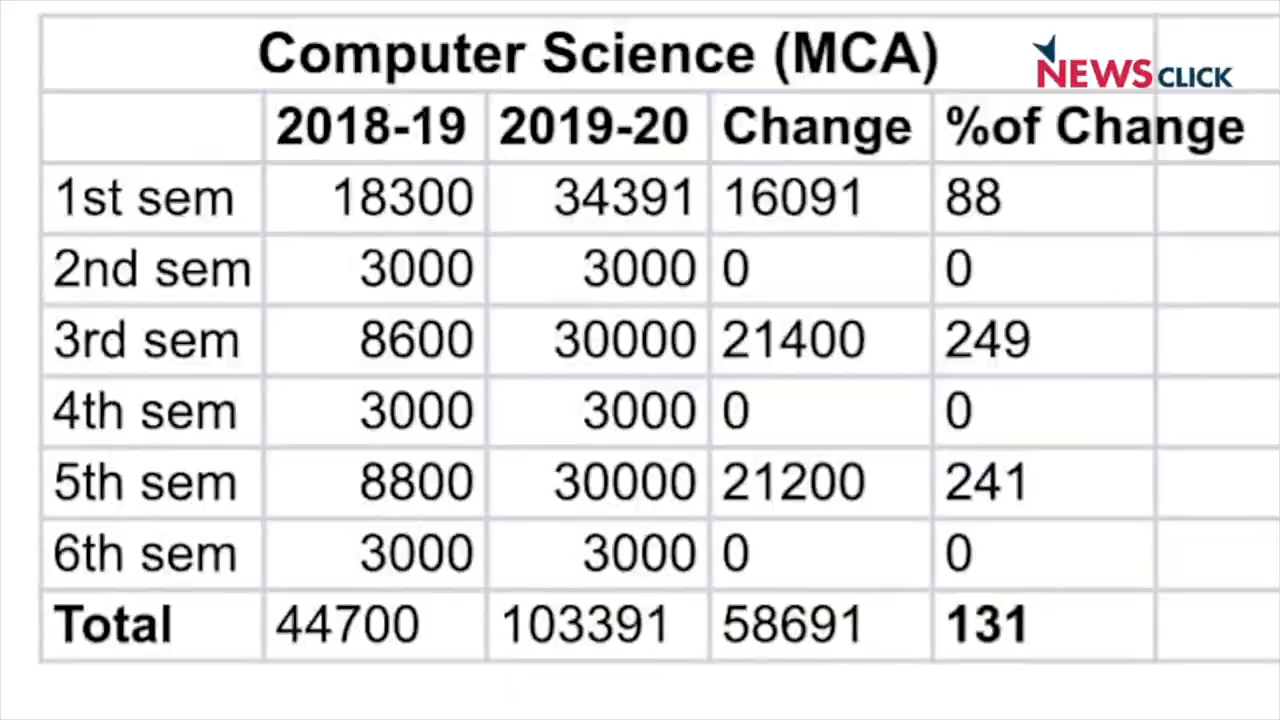 Computer Science (MCA)
NEWSCLICK
2018-19 2019-20 Change %of Change
1st sem 18300 34391 16091 88
2nd sem 3000 3000 0 0
3rd sem 8600 30000 21400 249
4th sem 3000 3000 0 0
5th sem 8800 30000 21200 241
6th sem 3000 3000 0 0
Total 44700 103391 58691 131